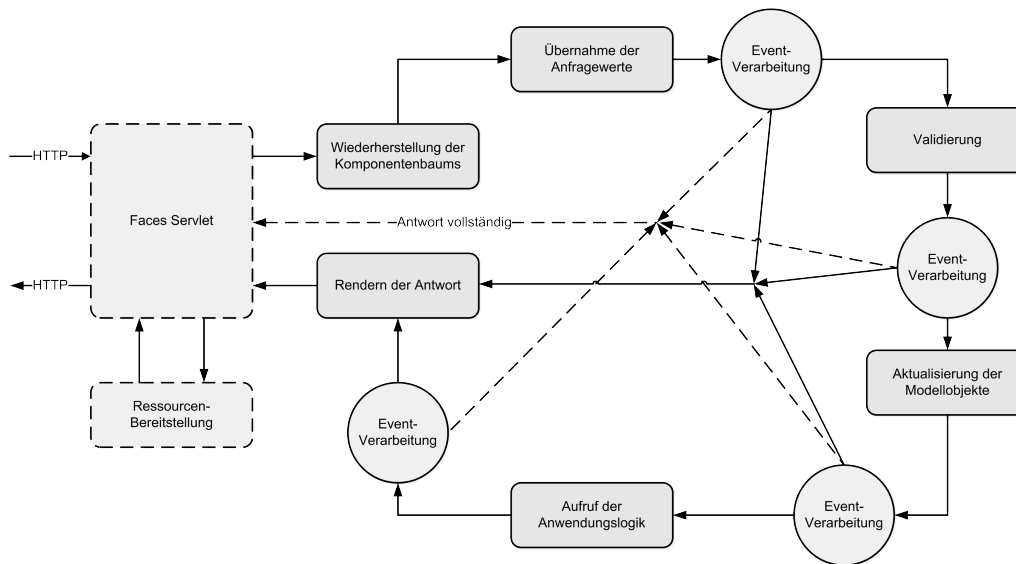 Übernahme der
Anfragewerte
Event-
Verarbeitung
HTTP
Wiederherstellung der
Komponentenbaums
Validierung
Faces Servlet
Antwort vollständig
Event-
Verarbeitung
HTTP
Rendern der Antwort
Aktualisierung der
Modellobjekte
Ressourcen-
Bereitstellung
Event-
Verarbeitung
Aufruf der
Anwendungslogik
Event-
Verarbeitung